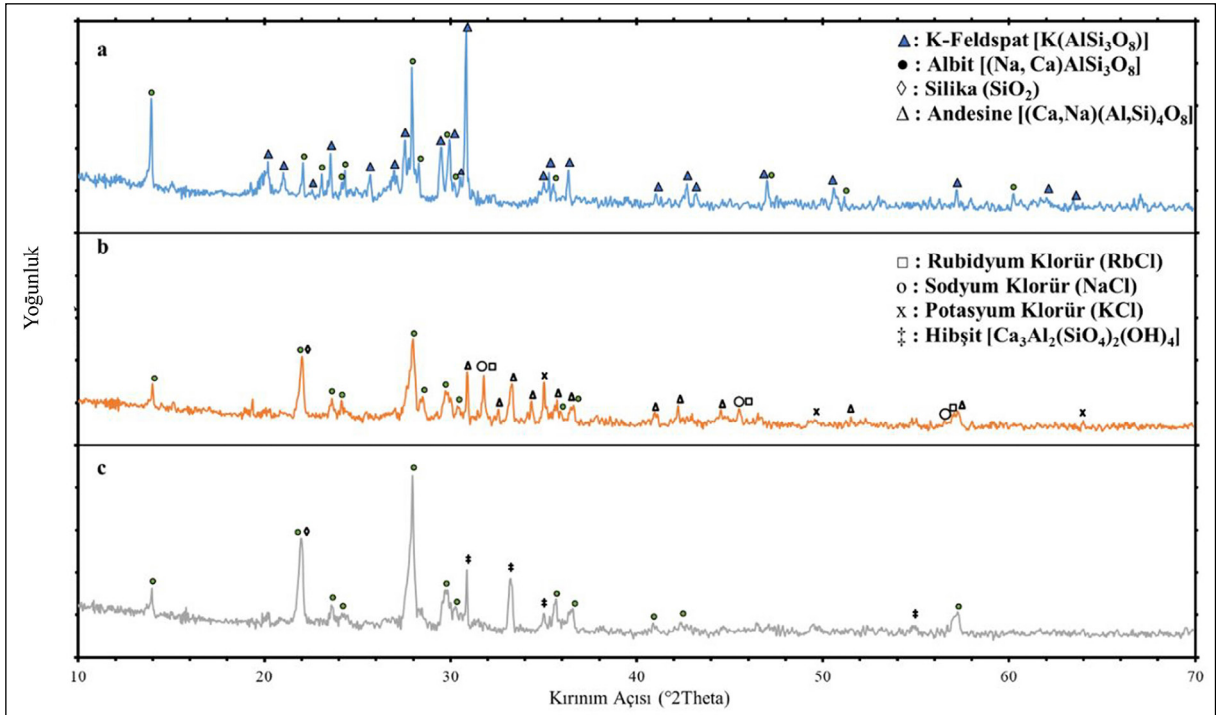 a
▲: K-Feldspat [K(AlSi₃O₈)]
● : Albit [(Na, Ca)AlSi₃O₈]
◊ : Silika (SiO₂)
Δ : Andesine [(Ca,Na)(Al,Si)₄O₈]
b
□ : Rubidyum Klorür (RbCl)
o : Sodyum Klorür (NaCl)
x : Potasyum Klorür (KCl)
‡ : Hibşit [Ca₃Al₂(SiO₄)₂(OH)₄]
c
Yoğunluk
10 20 30 40 50 60 70
Kırınım Açısı (°2Theta)